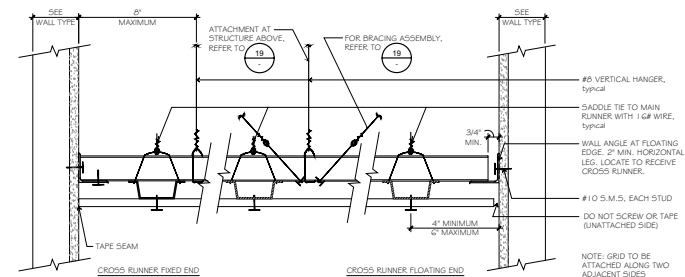 SEE
WALL TYPE
8"
MAXIMUM
ATTACHMENT AT
STRUCTURE ABOVE,
REFER TO
19
-
FOR BRACING ASSEMBLY,
REFER TO
19
-
SEE
WALL TYPE
#8 VERTICAL HANGER,
typical
SADDLE TIE TO MAIN
RUNNER WITH 16# WIRE,
typical
3/4"
MIN.
WALL ANGLE AT FLOATING
EDGE. 2" MIN. HORIZONTAL
LEG. LOCATE TO RECEIVE
CROSS RUNNER.
#10 S.M.S, EACH STUD
DO NOT SCREW OR TAPE
(UNATTACHED SIDE)
4" MINIMUM
6" MAXIMUM
TAPE SEAM
CROSS RUNNER FIXED END
CROSS RUNNER FLOATING END
NOTE: GRID TO BE
ATTACHED ALONG TWO
ADJACENT SIDES